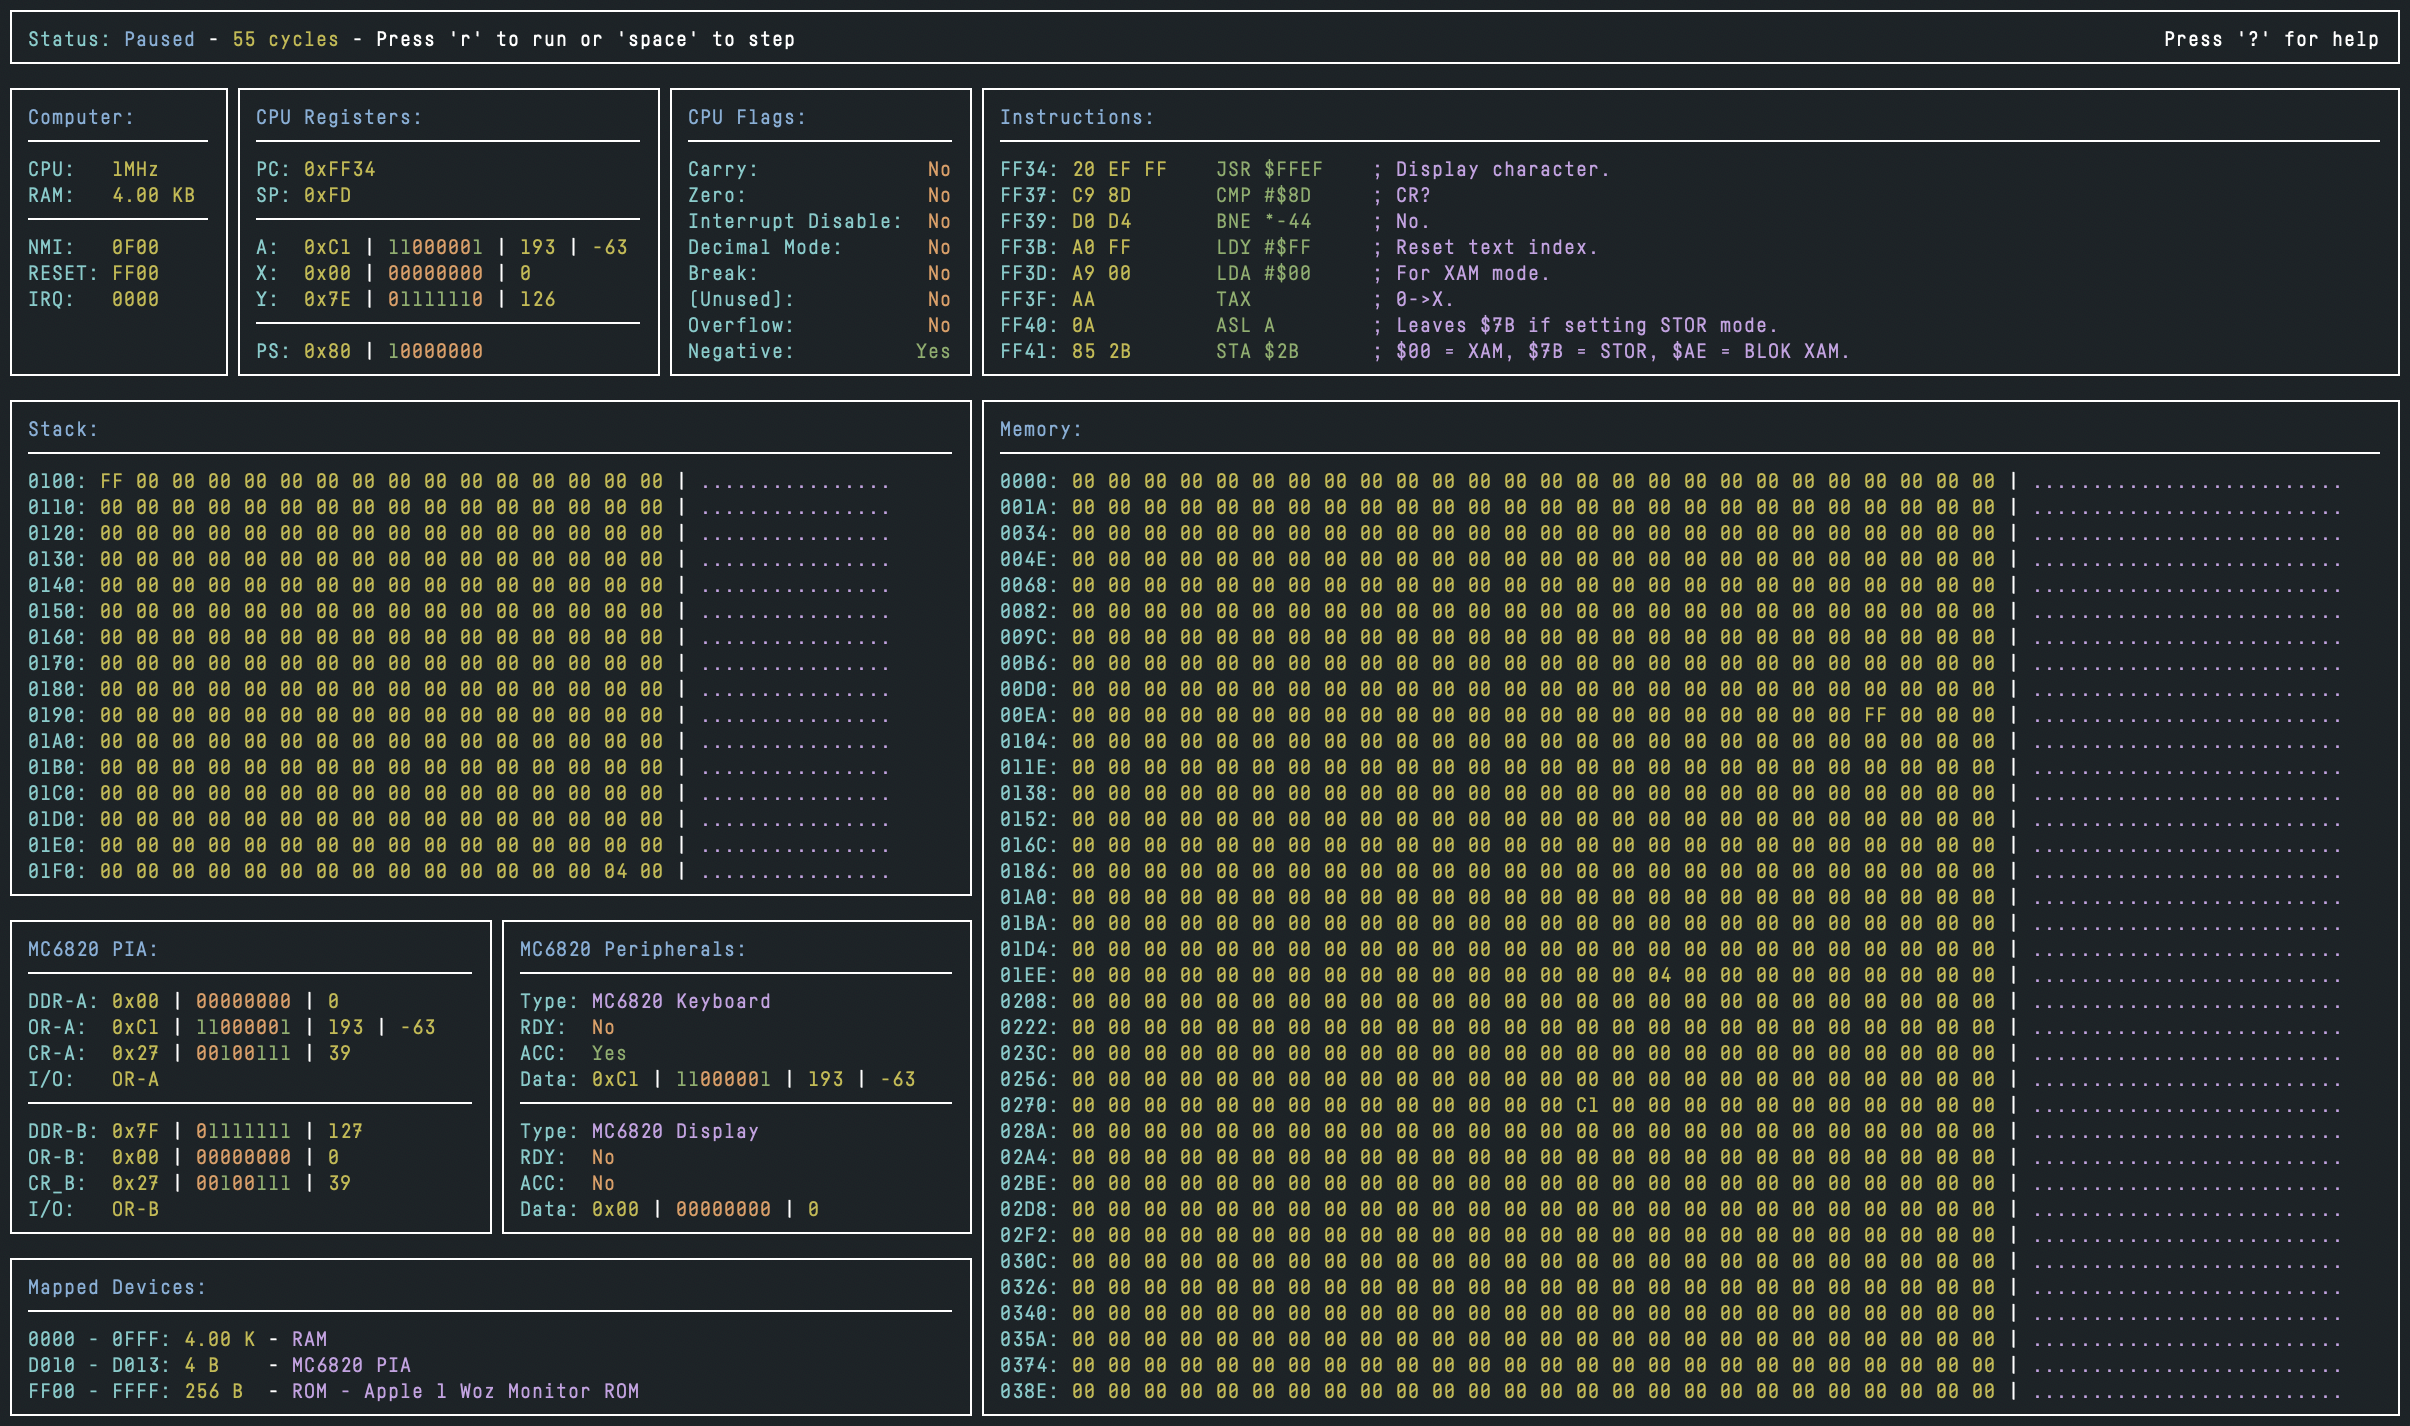 Status: Paused - 55 cycles - Press 'r' to run or 'space' to step Press '?' for help
Computer:
CPU: 1MHz
RAM: 4.00 KB
NMI: 0F00
RESET: FF00
IRQ: 0000
CPU Registers:
PC: 0xFF34
SP: 0xFD
A: 0xC1 | 11000001 | 193 | -63
X: 0x00 | 00000000 | 0
Y: 0x7E | 01111110 | 126
PS: 0x80 | 10000000
CPU Flags:
Carry: No
Zero: No
Interrupt Disable: No
Decimal Mode: No
Break: No
[Unused]: No
Overflow: No
Negative: Yes
Instructions:
FF34: 20 EF FF JSR $FFEF ; Display character.
FF37: C9 8D CMP #$8D ; CR?
FF39: D0 D4 BNE *-44 ; No.
FF3B: A0 FF LDY #$FF ; Reset text index.
FF3D: A9 00 LDA #$00 ; For XAM mode.
FF3F: AA TAX ; 0->X.
FF40: 0A ASL A ; Leaves $7B if setting STOR mode.
FF41: 85 2B STA $2B ; $00 = XAM, $7B = STOR, $AE = BLOK XAM.
Stack:
0100: FF 00 00 00 00 00 00 00 00 00 00 00 00 00 00 00 | ................
0110: 00 00 00 00 00 00 00 00 00 00 00 00 00 00 00 00 | ................
0120: 00 00 00 00 00 00 00 00 00 00 00 00 00 00 00 00 | ................
0130: 00 00 00 00 00 00 00 00 00 00 00 00 00 00 00 00 | ................
0140: 00 00 00 00 00 00 00 00 00 00 00 00 00 00 00 00 | ................
0150: 00 00 00 00 00 00 00 00 00 00 00 00 00 00 00 00 | ................
0160: 00 00 00 00 00 00 00 00 00 00 00 00 00 00 00 00 | ................
0170: 00 00 00 00 00 00 00 00 00 00 00 00 00 00 00 00 | ................
0180: 00 00 00 00 00 00 00 00 00 00 00 00 00 00 00 00 | ................
0190: 00 00 00 00 00 00 00 00 00 00 00 00 00 00 00 00 | ................
01A0: 00 00 00 00 00 00 00 00 00 00 00 00 00 00 00 00 | ................
01B0: 00 00 00 00 00 00 00 00 00 00 00 00 00 00 00 00 | ................
01C0: 00 00 00 00 00 00 00 00 00 00 00 00 00 00 00 00 | ................
01D0: 00 00 00 00 00 00 00 00 00 00 00 00 00 00 00 00 | ................
01E0: 00 00 00 00 00 00 00 00 00 00 00 00 00 00 00 00 | ................
01F0: 00 00 00 00 00 00 00 00 00 00 00 00 00 00 04 00 | ................
MC6820 PIA:
DDR-A: 0x00 | 00000000 | 0
OR-A: 0xC1 | 11000001 | 193 | -63
CR-A: 0x27 | 00100111 | 39
I/O: OR-A
DDR-B: 0x7F | 01111111 | 127
OR-B: 0x00 | 00000000 | 0
CR_B: 0x27 | 00100111 | 39
I/O: OR-B
MC6820 Peripherals:
Type: MC6820 Keyboard
RDY: No
ACC: Yes
Data: 0xC1 | 11000001 | 193 | -63
Type: MC6820 Display
RDY: No
ACC: No
Data: 0x00 | 00000000 | 0
Mapped Devices:
0000 - 0FFF: 4.00 K - RAM
D010 - D013: 4 B - MC6820 PIA
FF00 - FFFF: 256 B - ROM - Apple 1 Woz Monitor ROM
Memory:
0000: 00 00 00 00 00 00 00 00 00 00 00 00 00 00 00 00 00 00 00 00 00 00 00 00 00 00 | ..........................
001A: 00 00 00 00 00 00 00 00 00 00 00 00 00 00 00 00 00 00 00 00 00 00 00 00 00 00 | ..........................
0034: 00 00 00 00 00 00 00 00 00 00 00 00 00 00 00 00 00 00 00 00 00 00 00 00 00 00 | ..........................
004E: 00 00 00 00 00 00 00 00 00 00 00 00 00 00 00 00 00 00 00 00 00 00 00 00 00 00 | ..........................
0068: 00 00 00 00 00 00 00 00 00 00 00 00 00 00 00 00 00 00 00 00 00 00 00 00 00 00 | ..........................
0082: 00 00 00 00 00 00 00 00 00 00 00 00 00 00 00 00 00 00 00 00 00 00 00 00 00 00 | ..........................
009C: 00 00 00 00 00 00 00 00 00 00 00 00 00 00 00 00 00 00 00 00 00 00 00 00 00 00 | ..........................
00B6: 00 00 00 00 00 00 00 00 00 00 00 00 00 00 00 00 00 00 00 00 00 00 00 00 00 00 | ..........................
00D0: 00 00 00 00 00 00 00 00 00 00 00 00 00 00 00 00 00 00 00 00 00 00 00 00 00 00 | ..........................
00EA: 00 00 00 00 00 00 00 00 00 00 00 00 00 00 00 00 00 00 00 00 00 00 FF 00 00 00 | ..........................
0104: 00 00 00 00 00 00 00 00 00 00 00 00 00 00 00 00 00 00 00 00 00 00 00 00 00 00 | ..........................
011E: 00 00 00 00 00 00 00 00 00 00 00 00 00 00 00 00 00 00 00 00 00 00 00 00 00 00 | ..........................
0138: 00 00 00 00 00 00 00 00 00 00 00 00 00 00 00 00 00 00 00 00 00 00 00 00 00 00 | ..........................
0152: 00 00 00 00 00 00 00 00 00 00 00 00 00 00 00 00 00 00 00 00 00 00 00 00 00 00 | ..........................
016C: 00 00 00 00 00 00 00 00 00 00 00 00 00 00 00 00 00 00 00 00 00 00 00 00 00 00 | ..........................
0186: 00 00 00 00 00 00 00 00 00 00 00 00 00 00 00 00 00 00 00 00 00 00 00 00 00 00 | ..........................
01A0: 00 00 00 00 00 00 00 00 00 00 00 00 00 00 00 00 00 00 00 00 00 00 00 00 00 00 | ..........................
01BA: 00 00 00 00 00 00 00 00 00 00 00 00 00 00 00 00 00 00 00 00 00 00 00 00 00 00 | ..........................
01D4: 00 00 00 00 00 00 00 00 00 00 00 00 00 00 00 00 00 00 00 00 00 00 00 00 00 00 | ..........................
01EE: 00 00 00 00 00 00 00 00 00 00 00 00 00 00 00 00 04 00 00 00 00 00 00 00 00 00 | ..........................
0208: 00 00 00 00 00 00 00 00 00 00 00 00 00 00 00 00 00 00 00 00 00 00 00 00 00 00 | ..........................
0222: 00 00 00 00 00 00 00 00 00 00 00 00 00 00 00 00 00 00 00 00 00 00 00 00 00 00 | ..........................
023C: 00 00 00 00 00 00 00 00 00 00 00 00 00 00 00 00 00 00 00 00 00 00 00 00 00 00 | ..........................
0256: 00 00 00 00 00 00 00 00 00 00 00 00 00 00 00 00 00 00 00 00 00 00 00 00 00 00 | ..........................
0270: 00 00 00 00 00 00 00 00 00 00 00 00 00 00 C1 00 00 00 00 00 00 00 00 00 00 00 | ..........................
028A: 00 00 00 00 00 00 00 00 00 00 00 00 00 00 00 00 00 00 00 00 00 00 00 00 00 00 | ..........................
02A4: 00 00 00 00 00 00 00 00 00 00 00 00 00 00 00 00 00 00 00 00 00 00 00 00 00 00 | ..........................
02BE: 00 00 00 00 00 00 00 00 00 00 00 00 00 00 00 00 00 00 00 00 00 00 00 00 00 00 | ..........................
02D8: 00 00 00 00 00 00 00 00 00 00 00 00 00 00 00 00 00 00 00 00 00 00 00 00 00 00 | ..........................
02F2: 00 00 00 00 00 00 00 00 00 00 00 00 00 00 00 00 00 00 00 00 00 00 00 00 00 00 | ..........................
030C: 00 00 00 00 00 00 00 00 00 00 00 00 00 00 00 00 00 00 00 00 00 00 00 00 00 00 | ..........................
0326: 00 00 00 00 00 00 00 00 00 00 00 00 00 00 00 00 00 00 00 00 00 00 00 00 00 00 | ..........................
0340: 00 00 00 00 00 00 00 00 00 00 00 00 00 00 00 00 00 00 00 00 00 00 00 00 00 00 | ..........................
035A: 00 00 00 00 00 00 00 00 00 00 00 00 00 00 00 00 00 00 00 00 00 00 00 00 00 00 | ..........................
0374: 00 00 00 00 00 00 00 00 00 00 00 00 00 00 00 00 00 00 00 00 00 00 00 00 00 00 | ..........................
038E: 00 00 00 00 00 00 00 00 00 00 00 00 00 00 00 00 00 00 00 00 00 00 00 00 00 00 | ..........................